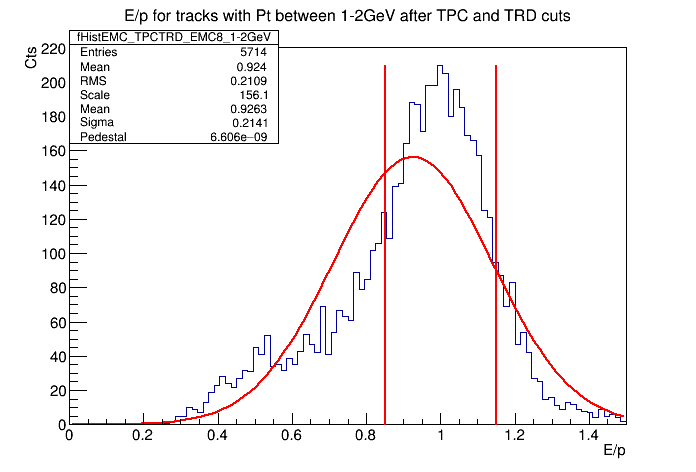 E/p for tracks with Pt between 1-2GeV after TPC and TRD cuts
fHistEMC_TPCTRD_EMC8_1-2GeV
Entries 5714
Mean 0.924
RMS 0.2109
Scale 156.1
Mean 0.9263
Sigma 0.2141
Pedestal 6.606e-09
Cts
220
200
180
160
140
120
100
80
60
40
20
0
0 0.2 0.4 0.6 0.8 1 1.2 1.4
E/p